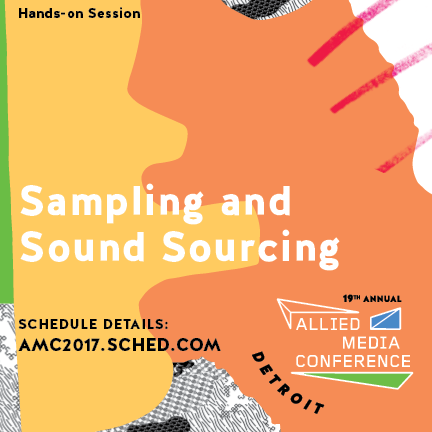 Hands-on Session
Sampling and
Sound Sourcing
SCHEDULE DETAILS:
AMC2017.SCHED.COM
19TH ANNUAL
ALLIED
MEDIA
CONFERENCE
DETROIT